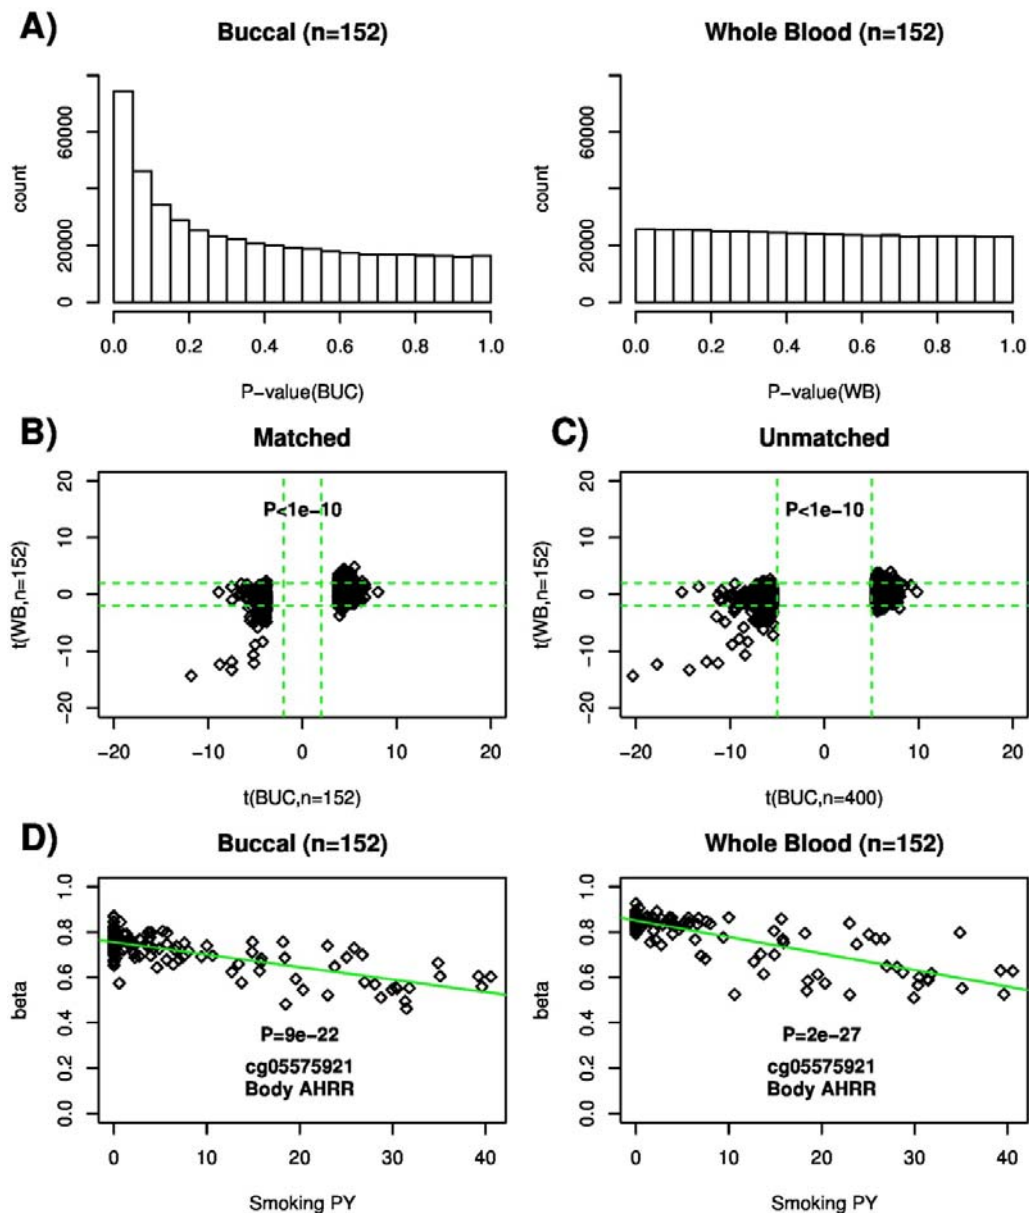 A)
Buccal (n=152)
Whole Blood (n=152)
count
0 20000 60000
0.0 0.2 0.4 0.6 0.8 1.0
P-value(BUC)
count
0 20000 60000
0.0 0.2 0.4 0.6 0.8 1.0
P-value(WB)
B)
Matched
t(WB,n=152)
20
10
0
-10
-20
P<1e-10
-20 -10 0 10 20
t(BUC,n=152)
C)
Unmatched
t(WB,n=152)
20
10
0
-10
-20
P<1e-10
-20 -10 0 10 20
t(BUC,n=400)
D)
Buccal (n=152)
beta
0.0 0.2 0.4 0.6 0.8 1.0
P=9e-22
cg05575921
Body AHRR
0 10 20 30 40
Smoking PY
Whole Blood (n=152)
beta
0.0 0.2 0.4 0.6 0.8 1.0
P=2e-27
cg05575921
Body AHRR
0 10 20 30 40
Smoking PY